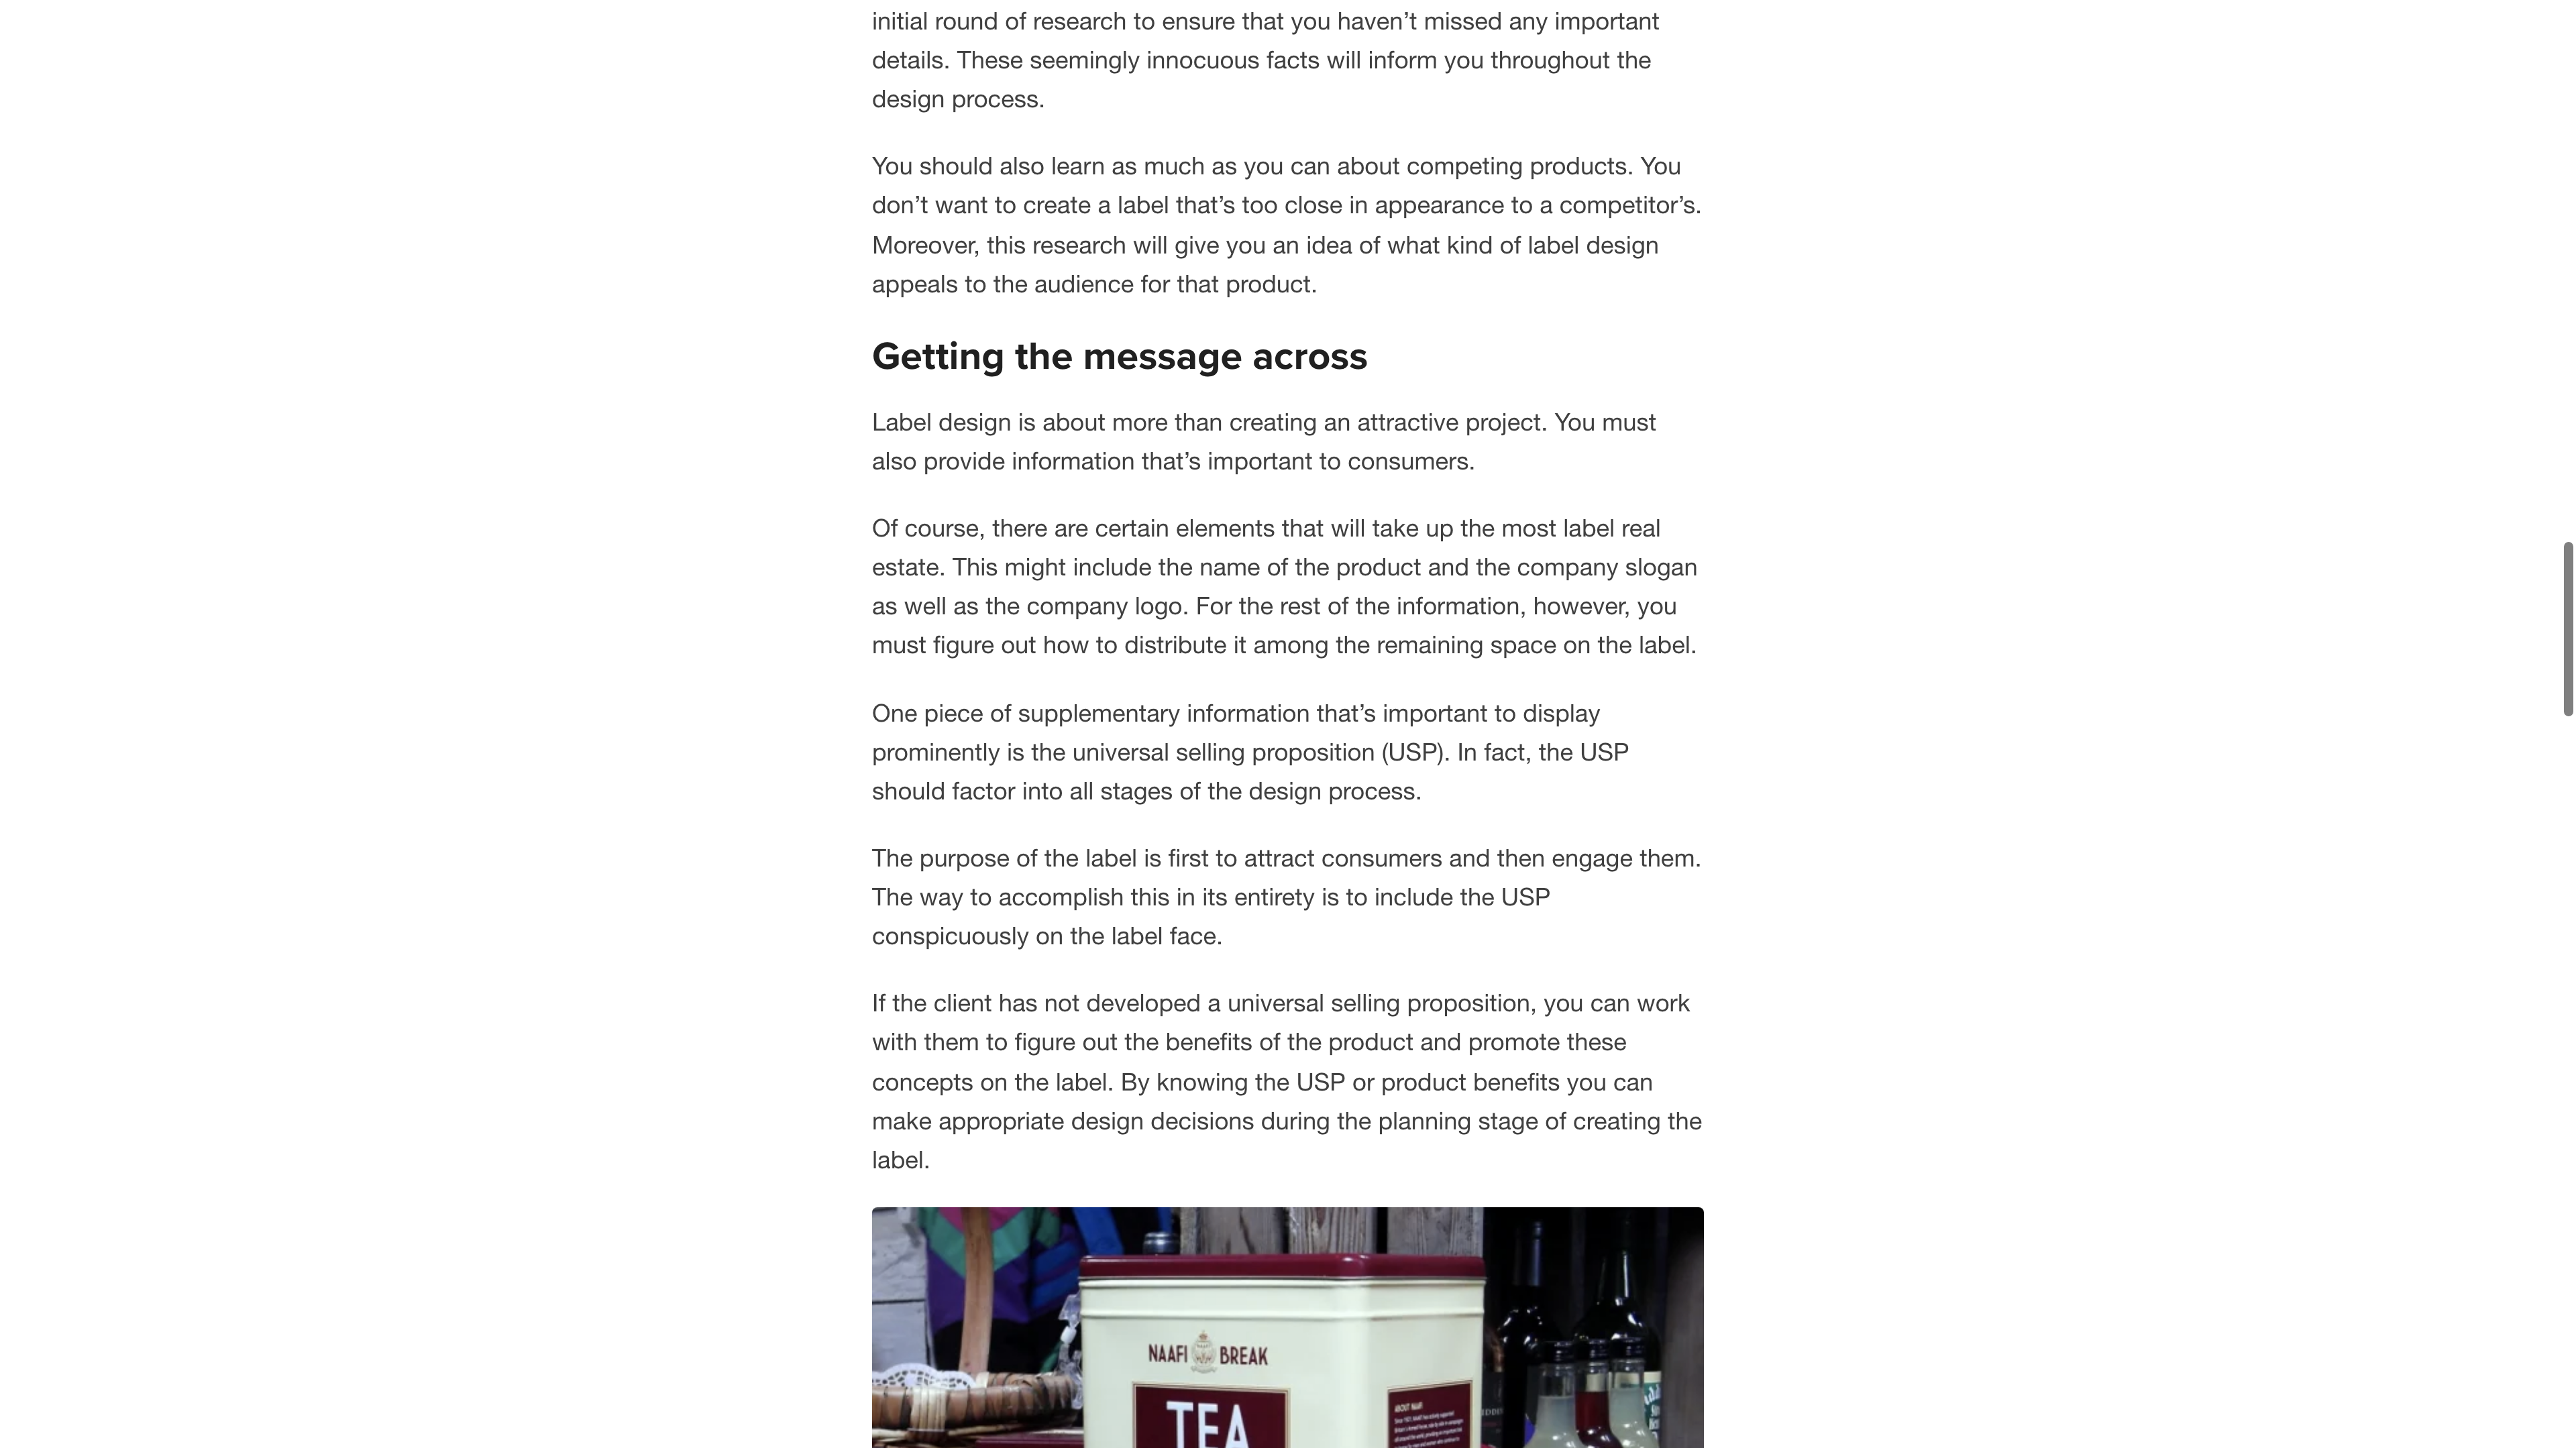 initial round of research to ensure that you haven’t missed any important
details. These seemingly innocuous facts will inform you throughout the
design process.
You should also learn as much as you can about competing products. You
don’t want to create a label that’s too close in appearance to a competitor’s.
Moreover, this research will give you an idea of what kind of label design
appeals to the audience for that product.
Getting the message across
Label design is about more than creating an attractive project. You must
also provide information that’s important to consumers.
Of course, there are certain elements that will take up the most label real
estate. This might include the name of the product and the company slogan
as well as the company logo. For the rest of the information, however, you
must figure out how to distribute it among the remaining space on the label.
One piece of supplementary information that’s important to display
prominently is the universal selling proposition (USP). In fact, the USP
should factor into all stages of the design process.
The purpose of the label is first to attract consumers and then engage them.
The way to accomplish this in its entirety is to include the USP
conspicuously on the label face.
If the client has not developed a universal selling proposition, you can work
with them to figure out the benefits of the product and promote these
concepts on the label. By knowing the USP or product benefits you can
make appropriate design decisions during the planning stage of creating the
label.
NAAFI BREAK
TEA
ABOUT NAAFI